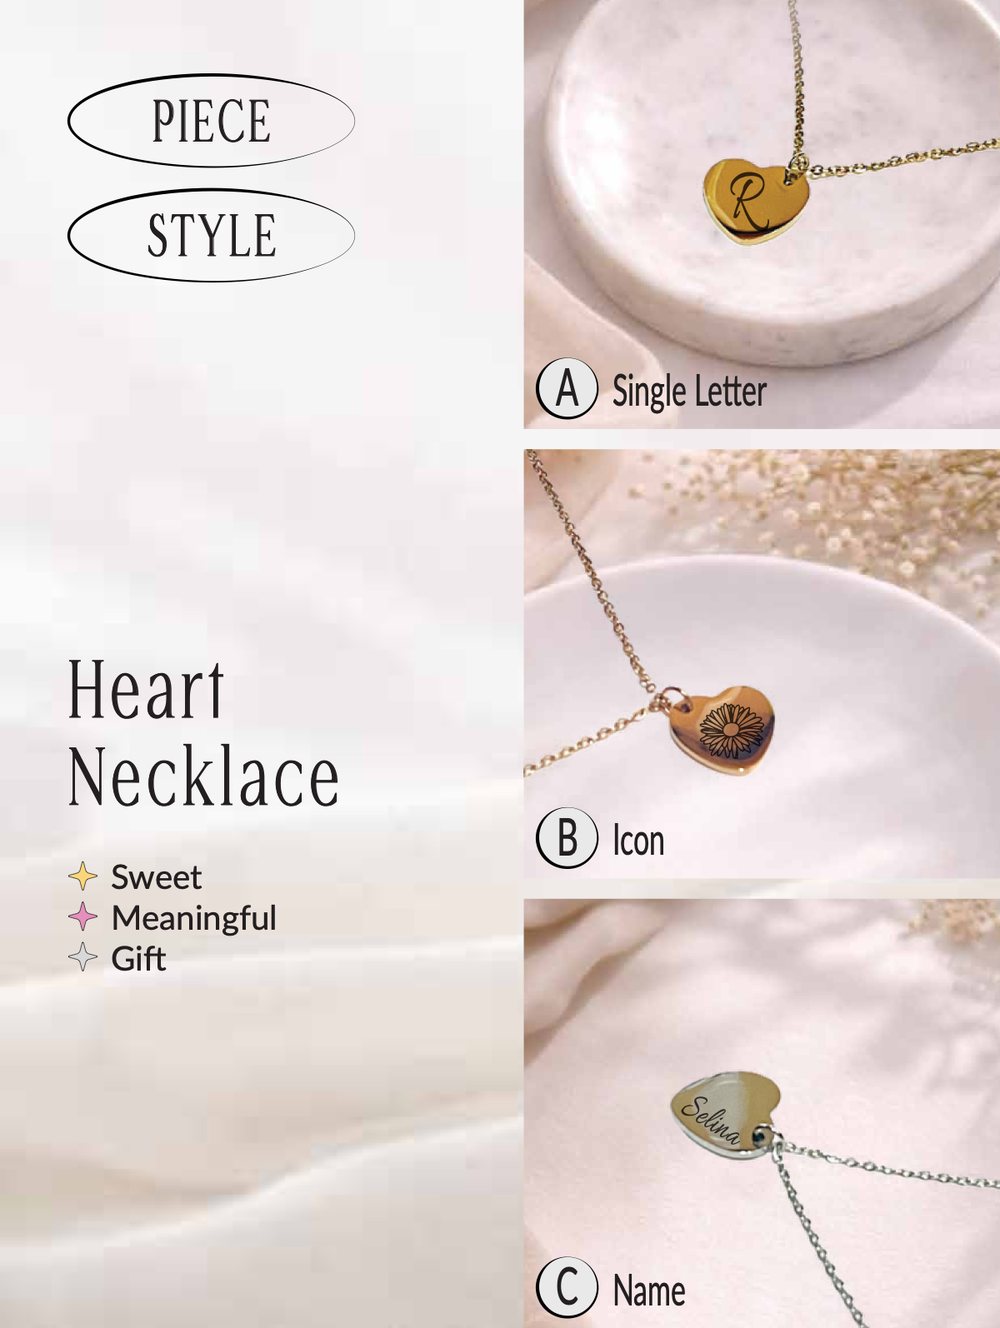 PIECE
STYLE
Heart
Necklace
Sweet
Meaningful
Gift
R
A Single Letter
B Icon
Selina
C Name